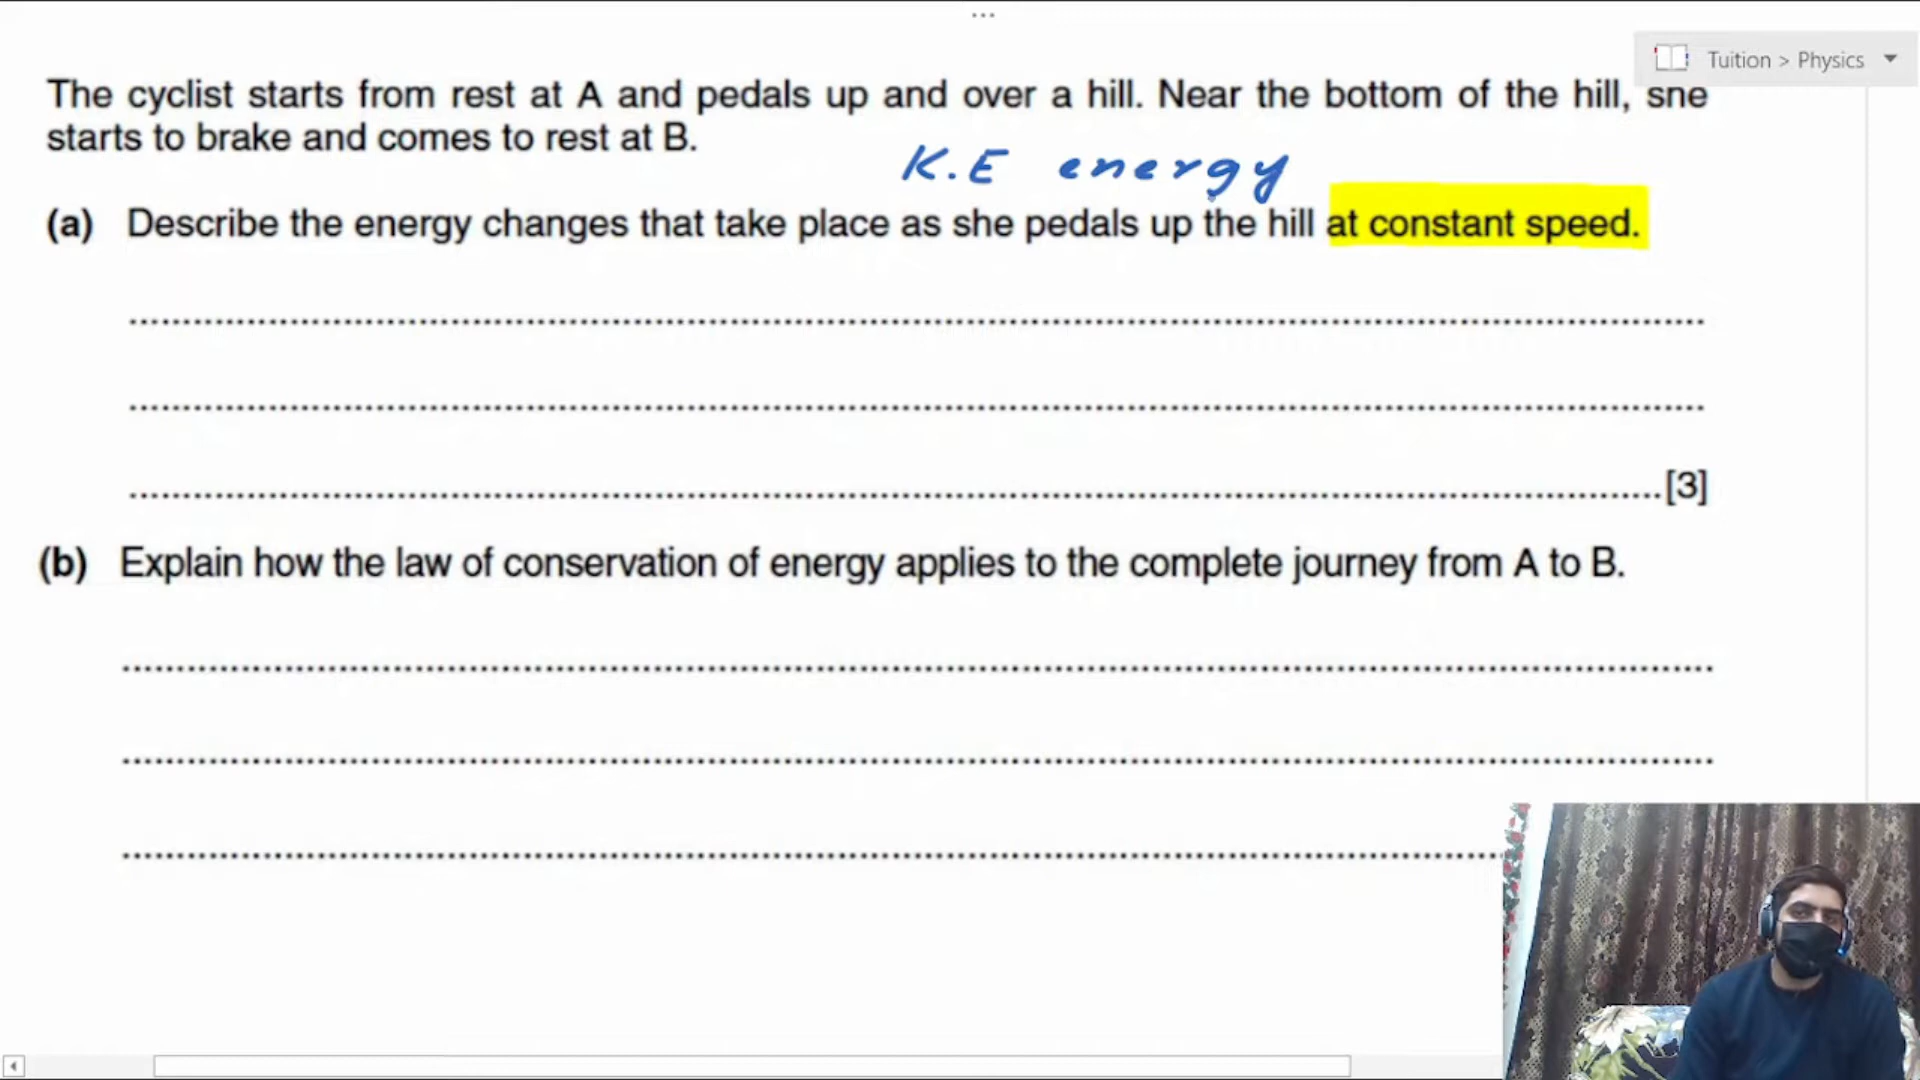 ...
Tuition > Physics
The cyclist starts from rest at A and pedals up and over a hill. Near the bottom of the hill, she
starts to brake and comes to rest at B.
K.E energy
(a) Describe the energy changes that take place as she pedals up the hill at constant speed.
[3]
(b) Explain how the law of conservation of energy applies to the complete journey from A to B.